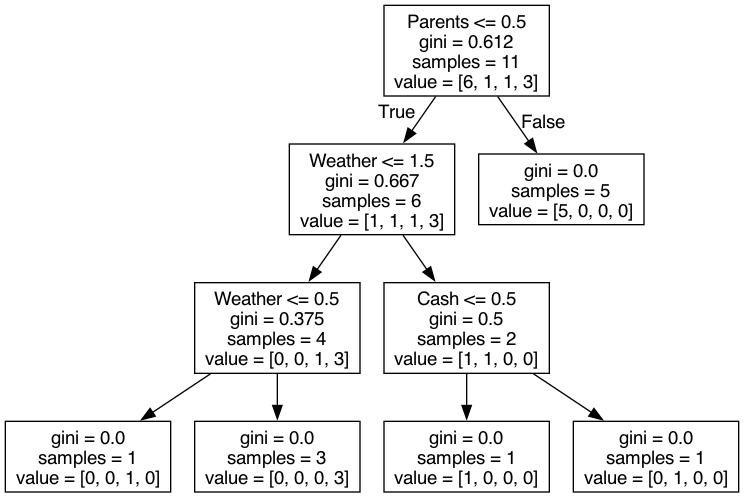 Parents <= 0.5
gini = 0.612
samples = 11
value = [6, 1, 1, 3]
True
False
Weather <= 1.5
gini = 0.667
samples = 6
value = [1, 1, 1, 3]
gini = 0.0
samples = 5
value = [5, 0, 0, 0]
Weather <= 0.5
gini = 0.375
samples = 4
value = [0, 0, 1, 3]
Cash <= 0.5
gini = 0.5
samples = 2
value = [1, 1, 0, 0]
gini = 0.0
samples = 1
value = [0, 0, 1, 0]
gini = 0.0
samples = 3
value = [0, 0, 0, 3]
gini = 0.0
samples = 1
value = [1, 0, 0, 0]
gini = 0.0
samples = 1
value = [0, 1, 0, 0]